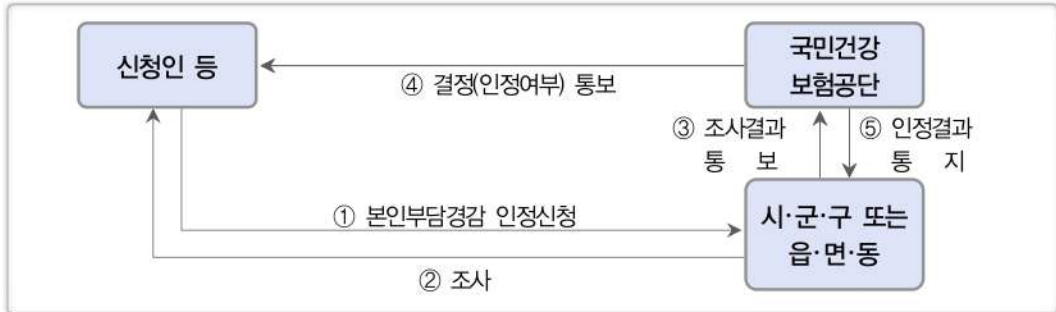 신청인 등
국민건강
보험공단
④ 결정(인정여부) 통보
③ 조사결과
통 보
⑤ 인정결과
통 지
① 본인부담경감 인정신청
시·군·구 또는
읍·면·동
② 조사